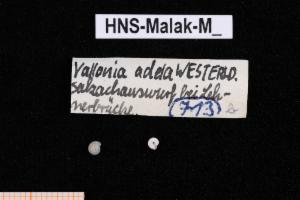 HNS-Malak-M_
Vallonia adela WESTERLD.
Salzachauswurf bei Leh-
nerbrücke. 713